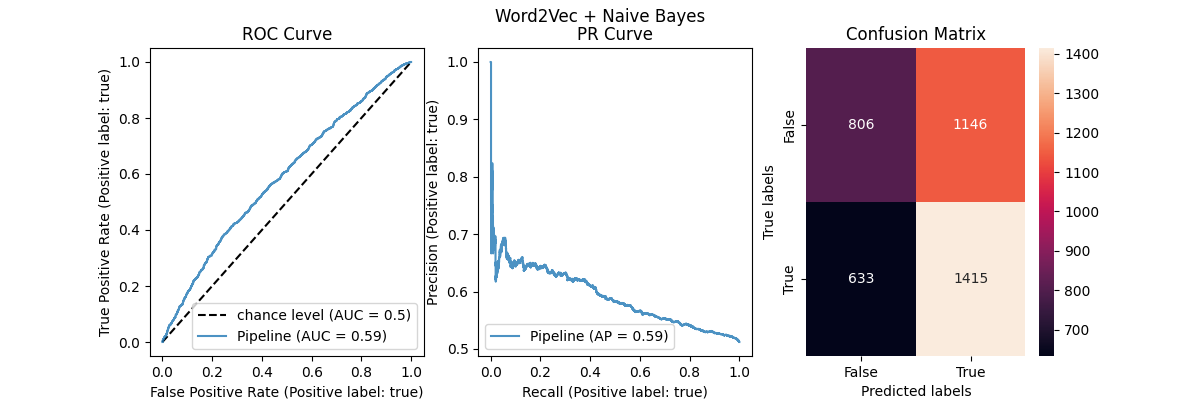 Word2Vec + Naive Bayes
ROC Curve
True Positive Rate (Positive label: true)
1.0
0.8
0.6
0.4
0.2
0.0
0.0 0.2 0.4 0.6 0.8 1.0
False Positive Rate (Positive label: true)
chance level (AUC = 0.5)
Pipeline (AUC = 0.59)
PR Curve
Precision (Positive label: true)
1.0
0.9
0.8
0.7
0.6
0.5
0.0 0.2 0.4 0.6 0.8 1.0
Recall (Positive label: true)
Pipeline (AP = 0.59)
Confusion Matrix
True labels
False
True
806 1146
633 1415
False True
Predicted labels
1400
1300
1200
1100
1000
900
800
700